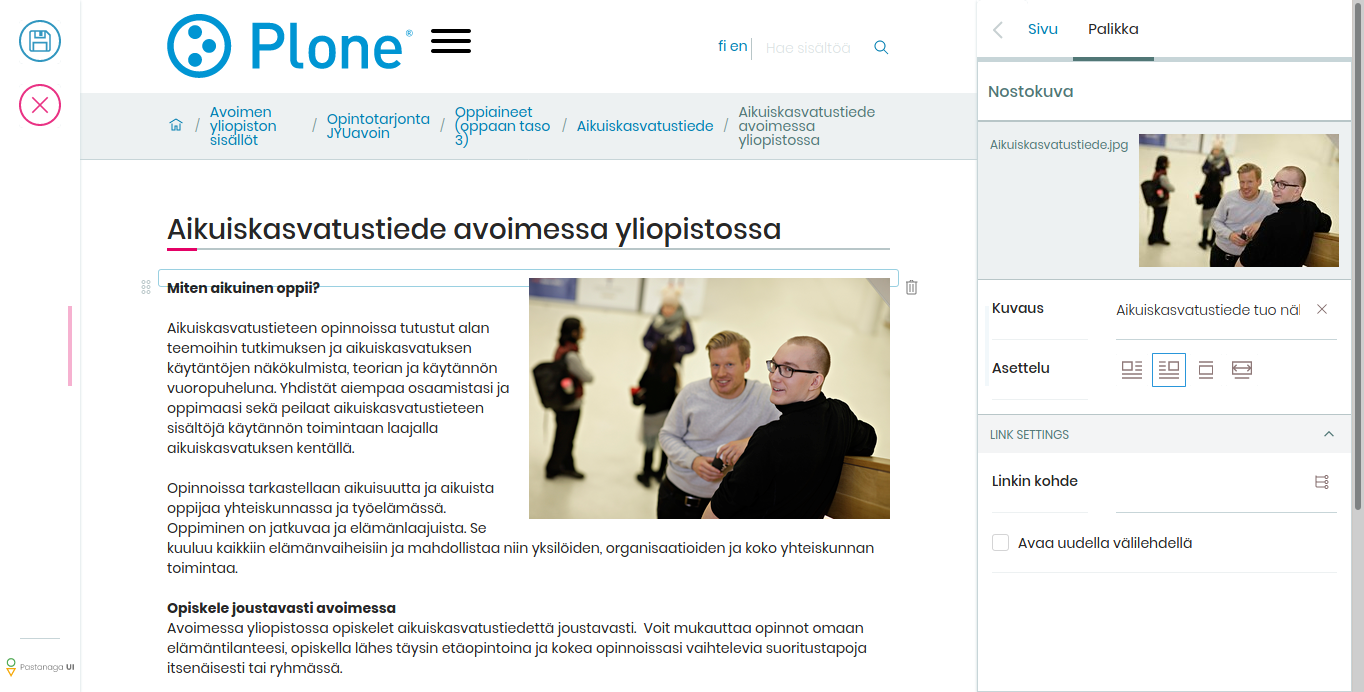 Plone®
fi en
Hae sisältöä
Sivu
Palikka
Avoimen
yliopiston
sisällöt
/
Opintotarjonta
JYUavoin
/
Oppiaineet
(oppaan taso
3)
/
Aikuiskasvatustiede
/
Aikuiskasvatustiede
avoimessa
yliopistossa
Aikuiskasvatustiede avoimessa yliopistossa
Miten aikuinen oppii?
Aikuiskasvatustieteen opinnoissa tutustut alan
teemoihin tutkimuksen ja aikuiskasvatuksen
käytäntöjen näkökulmista, teorian ja käytännön
vuoropuheluna. Yhdistät aiempaa osaamistasi ja
oppimaasi sekä peilaat aikuiskasvatustieteen
sisältöjä käytännön toimintaan laajalla
aikuiskasvatuksen kentällä.
Opinnoissa tarkastellaan aikuisuutta ja aikuista
oppijaa yhteiskunnassa ja työelämässä.
Oppiminen on jatkuvaa ja elämänlaajuista. Se
kuuluu kaikkiin elämänvaiheisiin ja mahdollistaa niin yksilöiden, organisaatioiden ja koko yhteiskunnan
toimintaa.
Opiskele joustavasti avoimessa
Avoimessa yliopistossa opiskelet aikuiskasvatustiedettä joustavasti.  Voit mukauttaa opinnot omaan
elämäntilanteesi, opiskella lähes täysin etäopintoina ja kokea opinnoissasi vaihtelevia suoritustapoja
itsenäisesti tai ryhmässä.
Nostokuva
Aikuiskasvatustiede.jpg
Kuvaus
Aikuiskasvatustiede tuo näl
Asettelu
LINK SETTINGS
Linkin kohde
Avaa uudella välilehdellä
Pastanaga UI